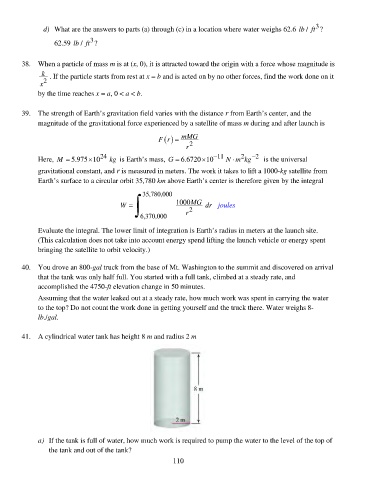 d) What are the answers to parts (a) through (c) in a location where water weighs 62.6 lb / ft^3 ?
62.59 lb / ft^3 ?
38. When a particle of mass m is at (x, 0), it is attracted toward the origin with a force whose magnitude is
k/x^2 . If the particle starts from rest at x = b and is acted on by no other forces, find the work done on it
by the time reaches x = a, 0 < a < b.
39. The strength of Earth's gravitation field varies with the distance r from Earth's center, and the
magnitude of the gravitational force experienced by a satellite of mass m during and after launch is
F(r) = mMG/r^2
Here, M = 5.975×10^24 kg is Earth's mass, G = 6.6720×10^−11 N · m^2 kg^−2 is the universal
gravitational constant, and r is measured in meters. The work it takes to lift a 1000-kg satellite from
Earth's surface to a circular orbit 35,780 km above Earth's center is therefore given by the integral
W = ∫_{6,370,000}^{35,780,000} 1000MG/r^2 dr joules
Evaluate the integral. The lower limit of integration is Earth's radius in meters at the launch site.
(This calculation does not take into account energy spend lifting the launch vehicle or energy spent
bringing the satellite to orbit velocity.)
40. You drove an 800-gal truck from the base of Mt. Washington to the summit and discovered on arrival
that the tank was only half full. You started with a full tank, climbed at a steady rate, and
accomplished the 4750-ft elevation change in 50 minutes.
Assuming that the water leaked out at a steady rate, how much work was spent in carrying the water
to the top? Do not count the work done in getting yourself and the truck there. Water weighs 8-
lb./gal.
41. A cylindrical water tank has height 8 m and radius 2 m
8 m
2 m
a) If the tank is full of water, how much work is required to pump the water to the level of the top of
the tank and out of the tank?
110